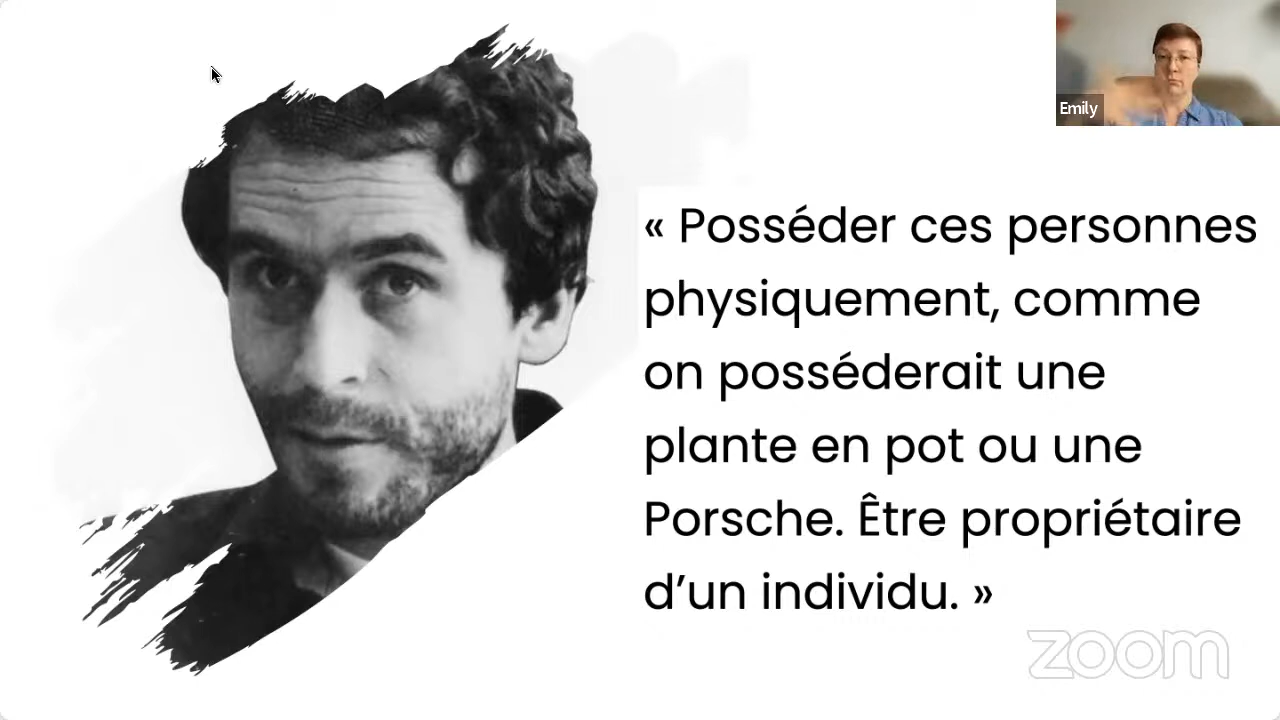 Emily
« Posséder ces personnes
physiquement, comme
on posséderait une
plante en pot ou une
Porsche. Être propriétaire
d’un individu. »
zoom